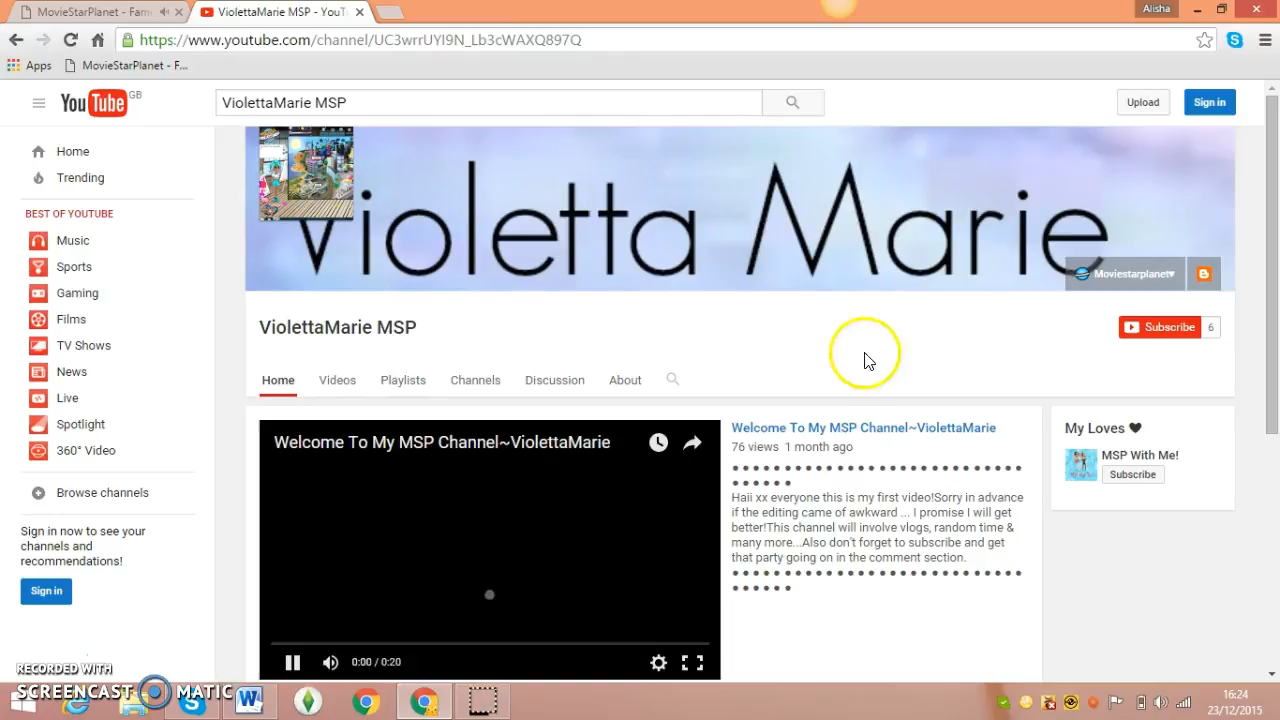 MovieStarPlanet - Fam
ViolettaMarie MSP - YouT
Alisha
https://www.youtube.com/channel/UC3wrrUYI9N_Lb3cWAXQ897Q
Apps
MovieStarPlanet - F...
YouTube GB
ViolettaMarie MSP
Upload
Sign in
Home
Trending
BEST OF YOUTUBE
Music
Sports
Gaming
Films
TV Shows
News
Live
Spotlight
360° Video
Browse channels
Sign in now to see your
channels and
recommendations!
Sign in
Violetta Marie
Moviestarplanet
ViolettaMarie MSP
Subscribe 6
Home Videos Playlists Channels Discussion About
Welcome To My MSP Channel~ViolettaMarie
0:00 / 0:20
Welcome To My MSP Channel~ViolettaMarie
76 views 1 month ago
Haii xx everyone this is my first video!Sorry in advance
if the editing came of awkward ... I promise I will get
better!This channel will involve vlogs, random time &
many more...Also don't forget to subscribe and get
that party going on in the comment section.
My Loves ♥
MSP With Me!
Subscribe
RECORDED WITH
SCREENCAST MATIC
16:24
23/12/2015